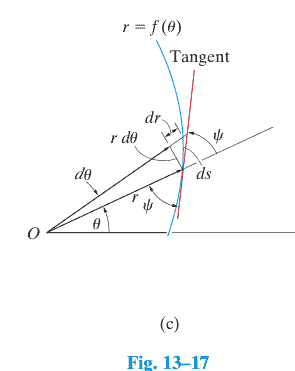 r = f (θ)
Tangent
dr
r dθ
ψ
dθ
ds
r
ψ
θ
O
(c)
Fig. 13–17